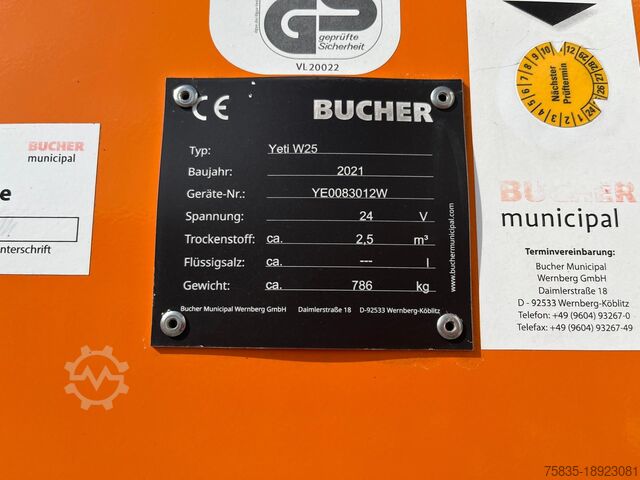 geprüfte
Sicherheit
VL20022
CE
BUCHER
Typ: Yeti W25
Baujahr: 2021
Geräte-Nr.: YE0083012W
Spannung: 24 V
Trockenstoff: ca. 2,5 m³
Flüssigsalz: ca. --- l
Gewicht: ca. 786 kg
Bucher Municipal Wernberg GmbH Daimlerstraße 18 D-92533 Wernberg-Köblitz
www.buchermunicipal.com
BUCHER
municipal
e
nterschrift
Nächster
Prüftermin
BUCHER
municipal
Terminvereinbarung:
Bucher Municipal
Wernberg GmbH
Daimlerstraße 18
D - 92533 Wernberg-Köblitz
Telefon: +49 (9604) 93267-0
Telefax: +49 (9604) 93267-49
75835-18923081